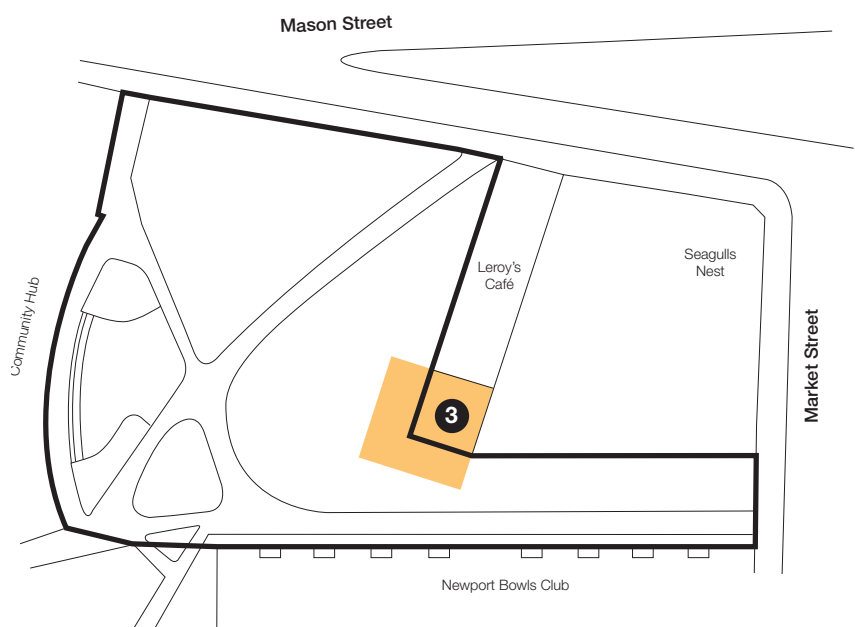 Mason Street
Seagulls
Nest
Leroy's
Café
Community Hub
Market Street
3
Newport Bowls Club